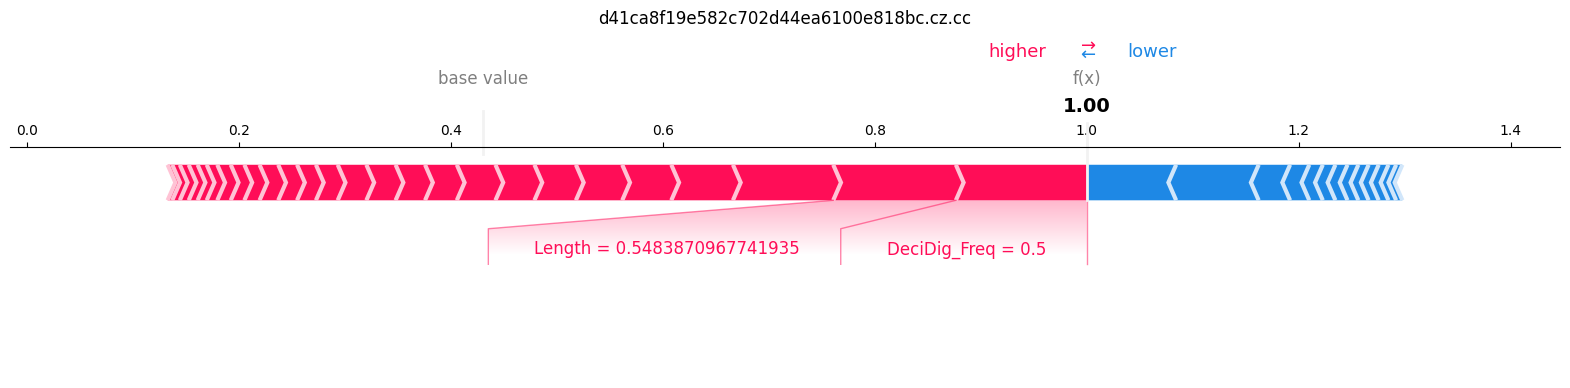 d41ca8f19e582c702d44ea6100e818bc.cz.cc
higher ⇄ lower
base value f(x)
1.00
0.0 0.2 0.4 0.6 0.8 1.0 1.2 1.4
Length = 0.5483870967741935 DeciDig_Freq = 0.5